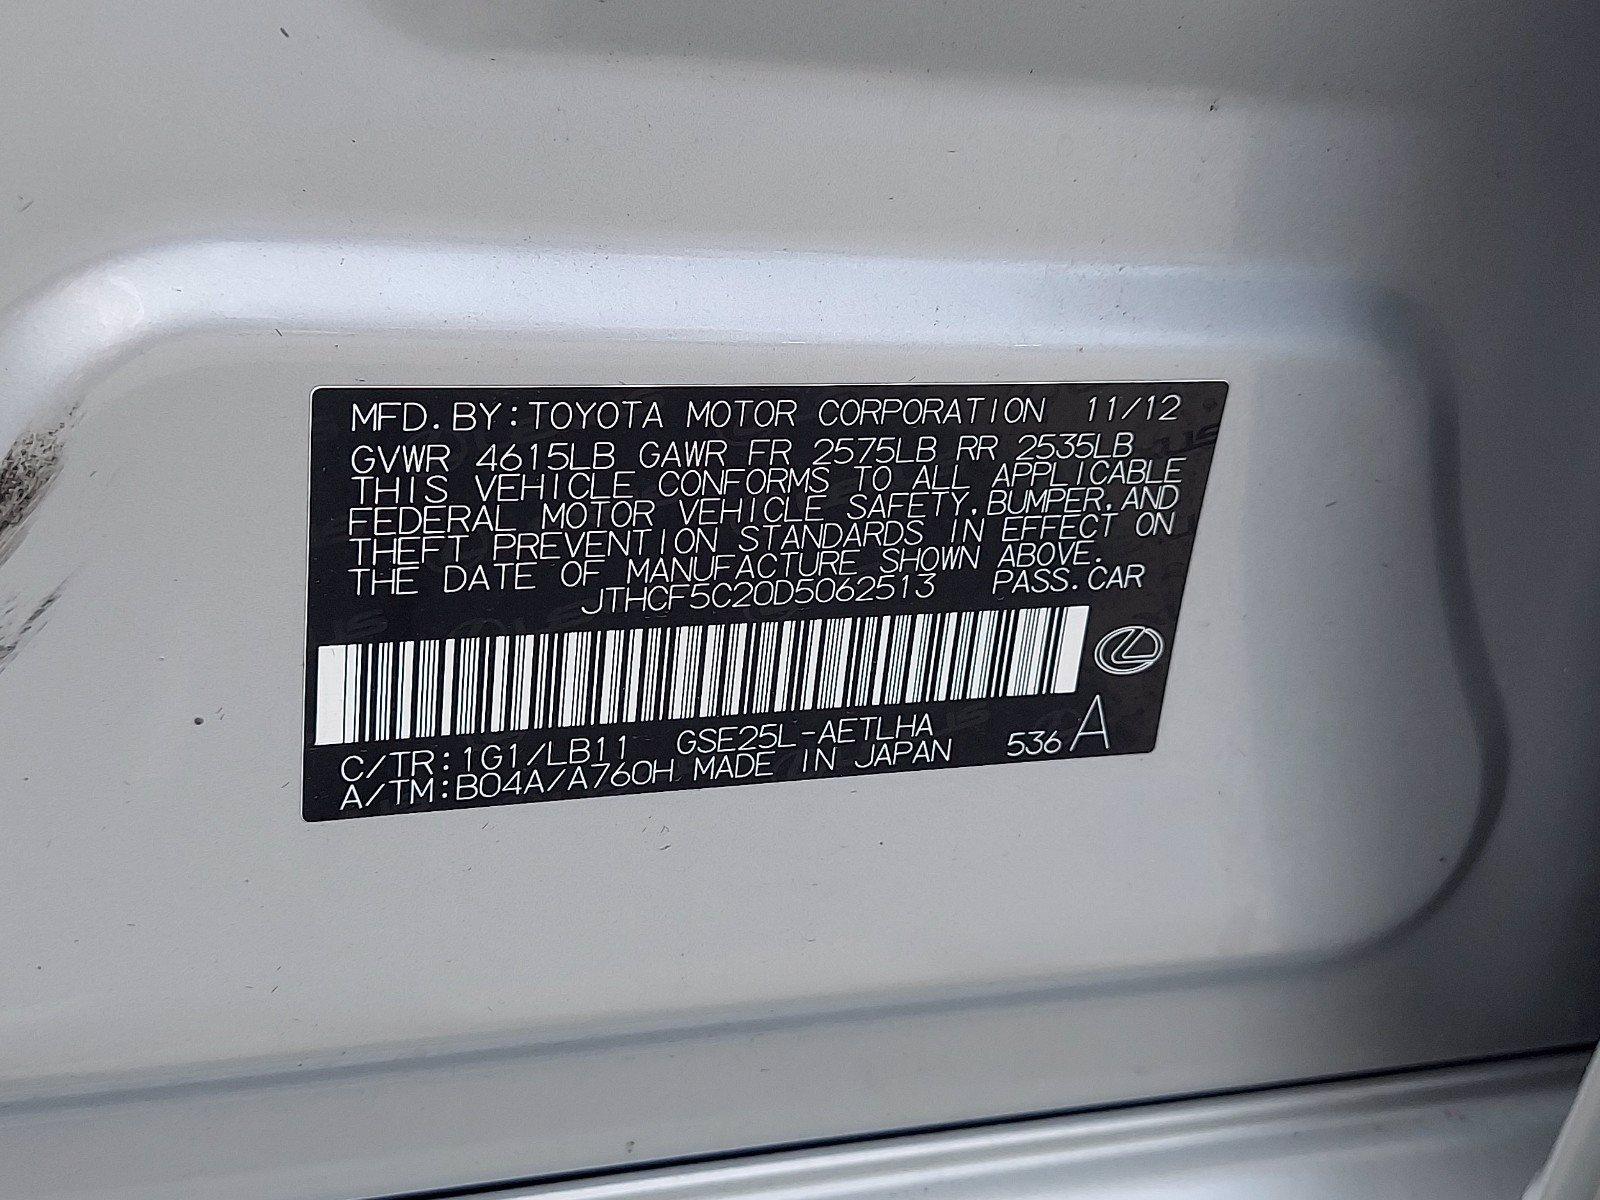 MFD. BY: TOYOTA MOTOR CORPORATION 11/12
GVWR 4615LB GAWR FR 2575LB RR 2535LB
THIS VEHICLE CONFORMS TO ALL APPLICABLE
FEDERAL MOTOR VEHICLE SAFETY, BUMPER, AND
THEFT PREVENTION STANDARDS IN EFFECT ON
THE DATE OF MANUFACTURE SHOWN ABOVE.
JTHCF5C20D5062513 PASS. CAR
C/TR: 1G1/LB11 GSE25L-AETLHA 536 A
A/TM: B04A/A760H MADE IN JAPAN